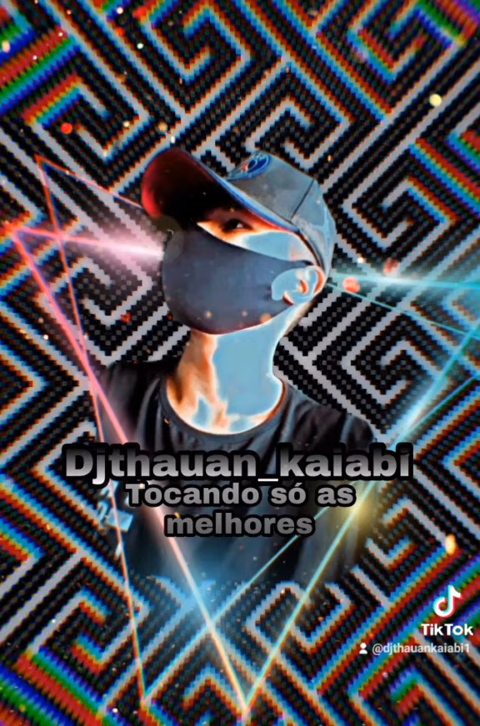 Djthauan_kaiabi
Tocando só as
melhores
TikTok
@djthauankaiabi1